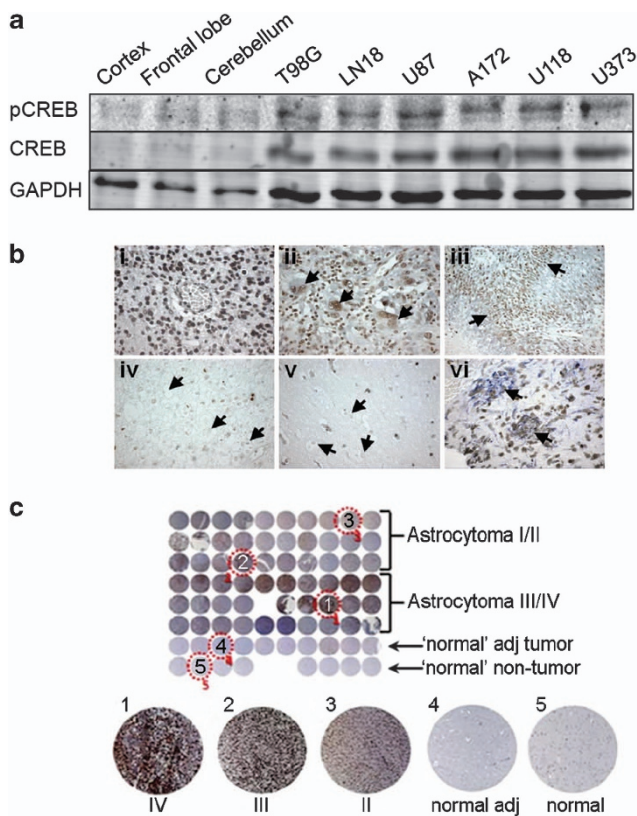 a
Cortex
Frontal lobe
Cerebellum
T98G
LN18
U87
A172
U118
U373
pCREB
CREB
GAPDH
b
i
ii
iii
iv
v
vi
c
3
2
1
4
5
Astrocytoma I/II
Astrocytoma III/IV
'normal' adj tumor
'normal' non-tumor
1 2 3 4 5
IV III II normal adj normal